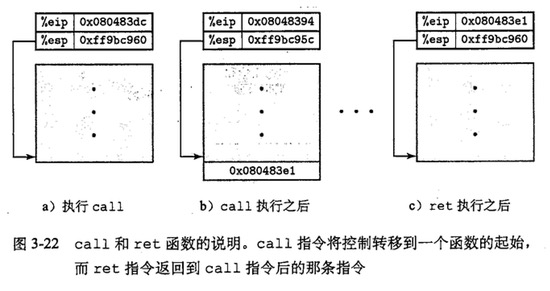 %eip 0x080483dc
%esp 0xff9bc960
%eip 0x08048394
%esp 0xff9bc95c
%eip 0x080483e1
%esp 0xff9bc960
0x080483e1
a）执行 call
b）call 执行之后
c）ret 执行之后
图 3-22 call 和 ret 函数的说明。call 指令将控制转移到一个函数的起始，
而 ret 指令返回到 call 指令后的那条指令